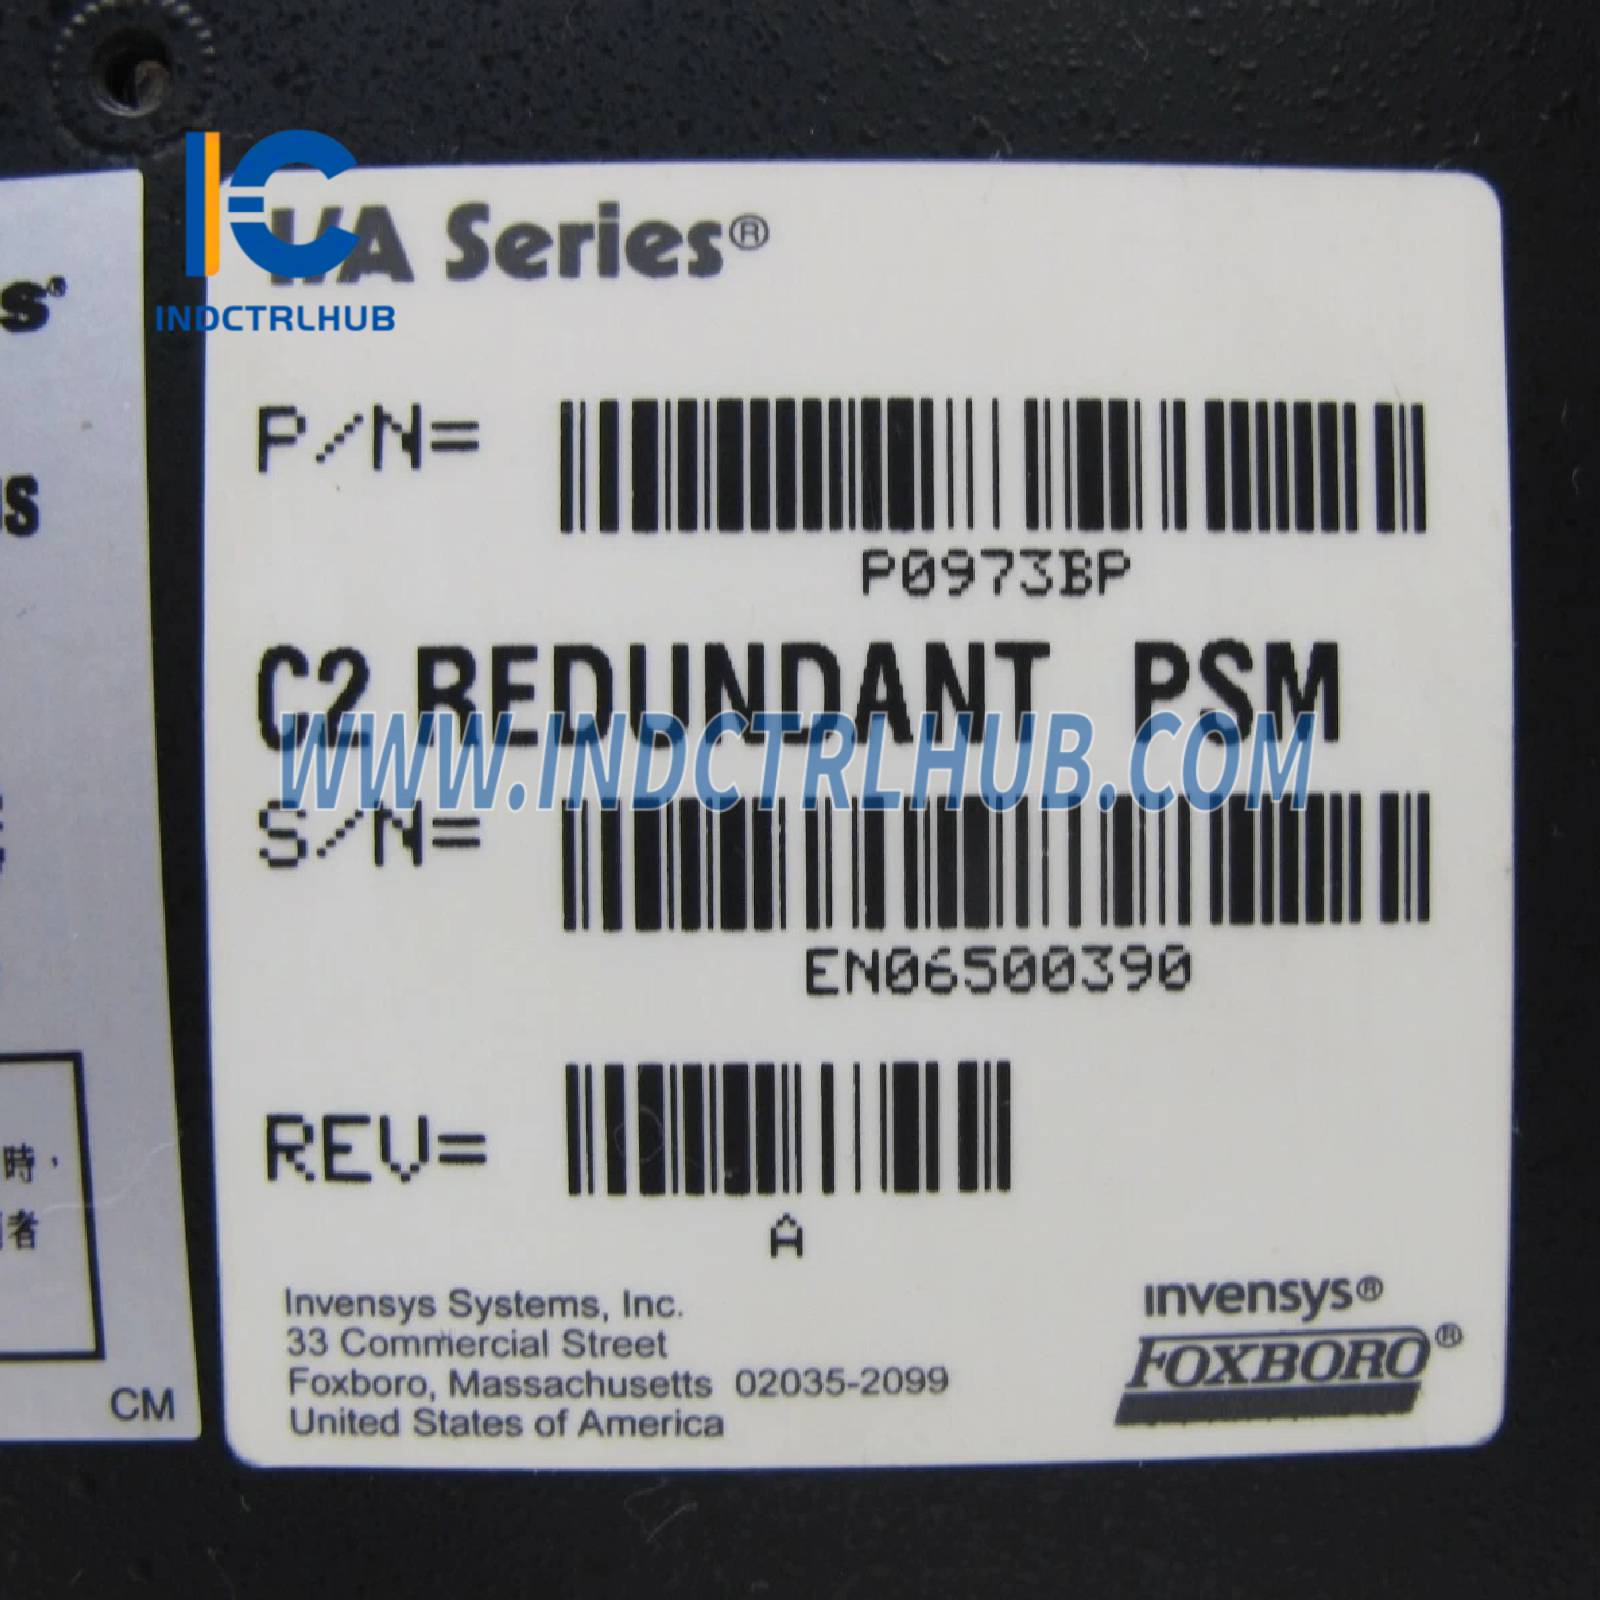 INDCTRLHUB
I/A Series®
P/N=
P0973BP
C2 REDUNDANT PSM
WWW.INDCTRLHUB.COM
S/N=
EN06500390
REV=
A
Invensys Systems, Inc.
33 Commercial Street
Foxboro, Massachusetts 02035-2099
United States of America
invensys®
FOXBORO®
s®
時,
者
CM